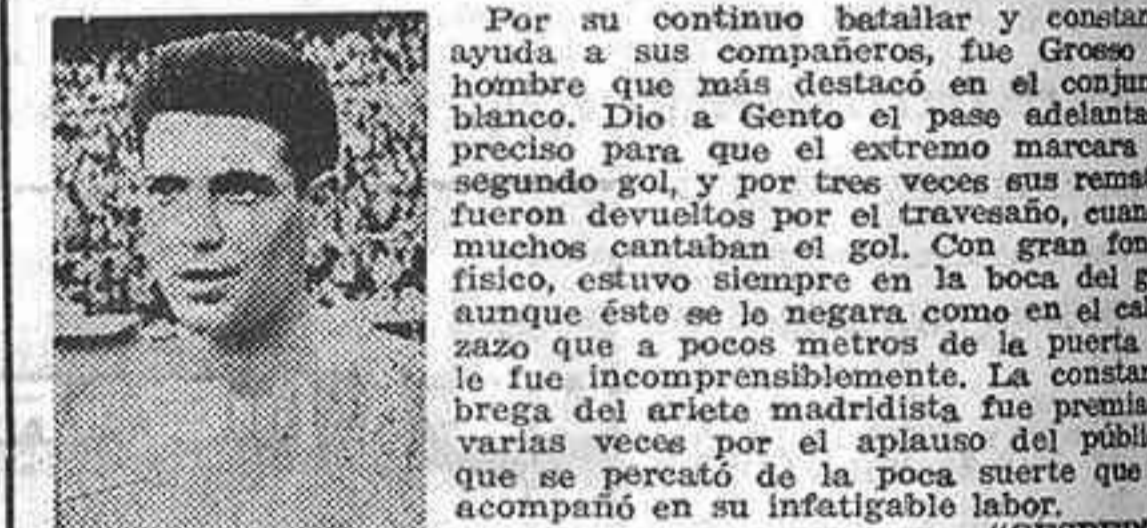 Por su continuo batallar y consta
ayuda a sus compañeros, fue Grosso
hombre que más destacó en el conju
blanco. Dio a Gento el pase adelanta
preciso para que el extremo marcara
segundo gol, y por tres veces sus rema
fueron devueltos por el travesaño, cuan
muchos cantaban el gol. Con gran fon
físico, estuvo siempre en la boca del g
aunque éste se le negara como en el ca
zazo que a pocos metros de la puerta
le fue incomprensiblemente. La constan
brega del ariete madridista fue premia
varias veces por el aplauso del públi
que se percató de la poca suerte que
acompañó en su infatigable labor.